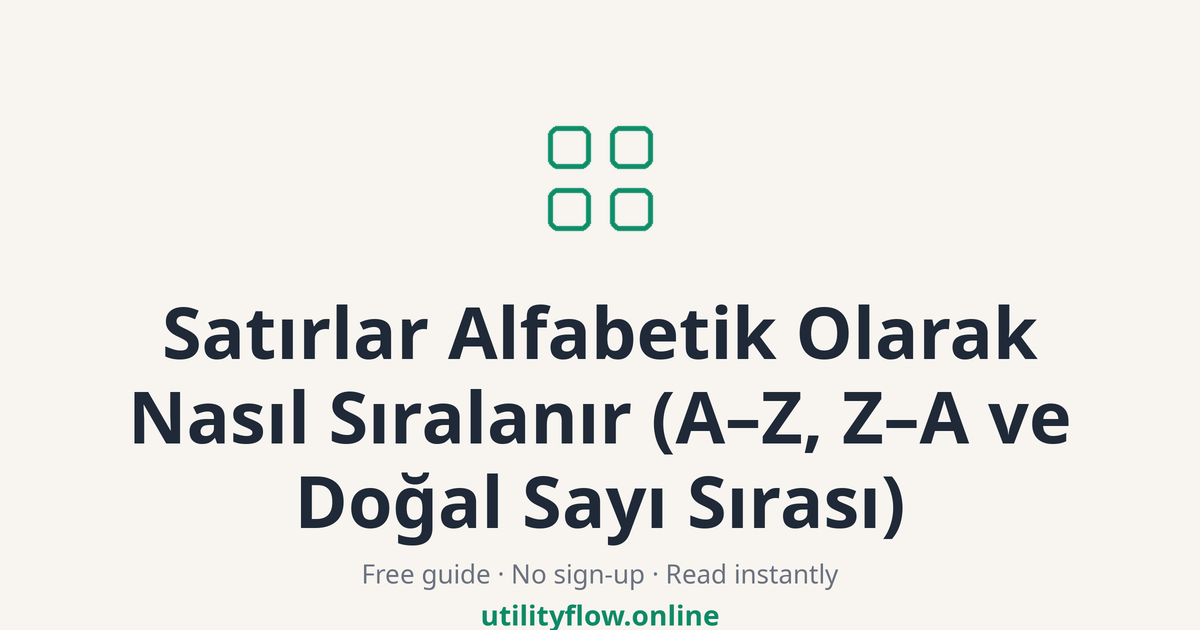 Satırlar Alfabetik Olarak
Nasıl Sıralanır (A–Z, Z–A ve
Doğal Sayı Sırası)
Free guide · No sign-up · Read instantly
utilityflow.online